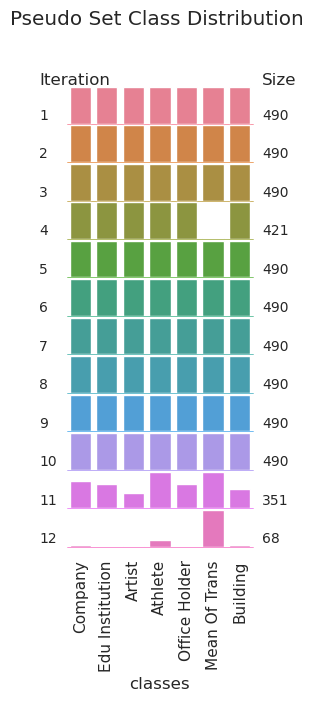 Pseudo Set Class Distribution
Iteration Size
1 490
2 490
3 490
4 421
5 490
6 490
7 490
8 490
9 490
10 490
11 351
12 68
Company
Edu Institution
Artist
Athlete
Office Holder
Mean Of Trans
Building
classes